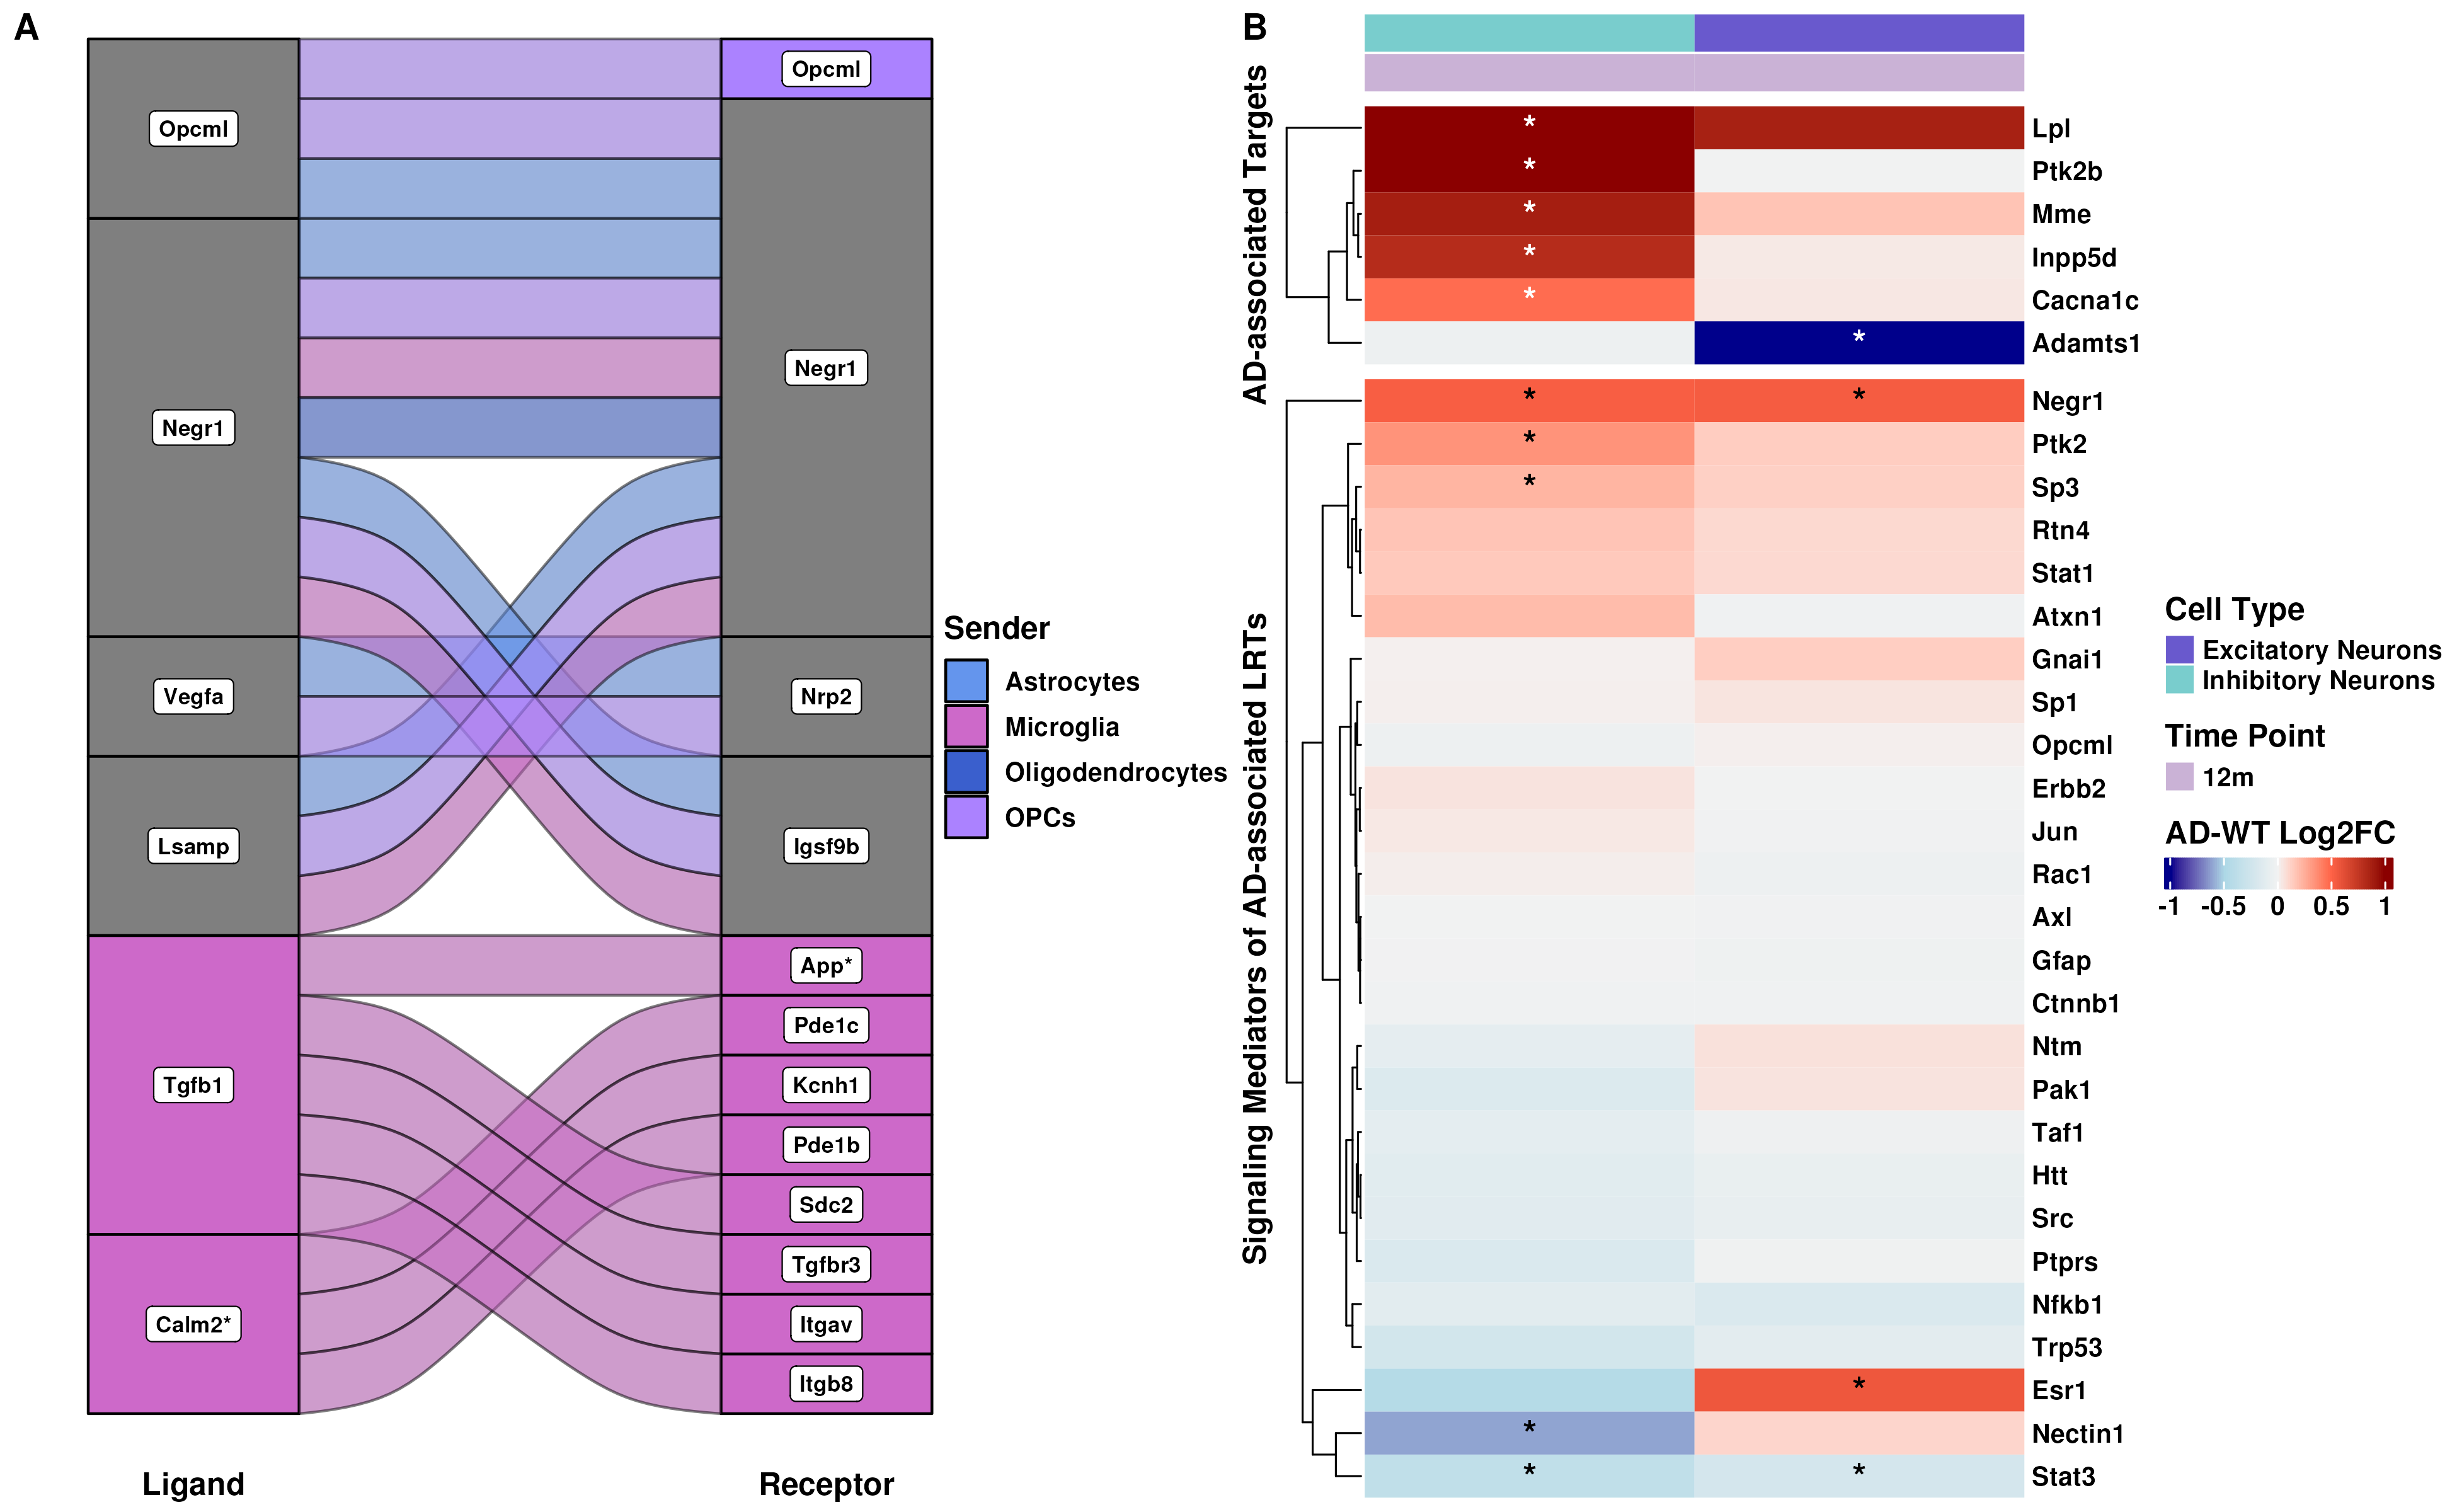 A
Opcml
Negr1
Vegfa
Lsamp
Tgfb1
Calm2*
Ligand
Opcml
Negr1
Nrp2
Igsf9b
App*
Pde1c
Kcnh1
Pde1b
Sdc2
Tgfbr3
Itgav
Itgb8
Receptor
Sender
Astrocytes
Microglia
Oligodendrocytes
OPCs
B
AD-associated Targets
* Lpl
* Ptk2b
* Mme
* Inpp5d
* Cacna1c
* Adamts1
Signaling Mediators of AD-associated LRTs
* * Negr1
* Ptk2
* Sp3
Rtn4
Stat1
Atxn1
Gnai1
Sp1
Opcml
Erbb2
Jun
Rac1
Axl
Gfap
Ctnnb1
Ntm
Pak1
Taf1
Htt
Src
Ptprs
Nfkb1
Trp53
* Esr1
* Nectin1
* * Stat3
Cell Type
Excitatory Neurons
Inhibitory Neurons
Time Point
12m
AD-WT Log2FC
-1 -0.5 0 0.5 1